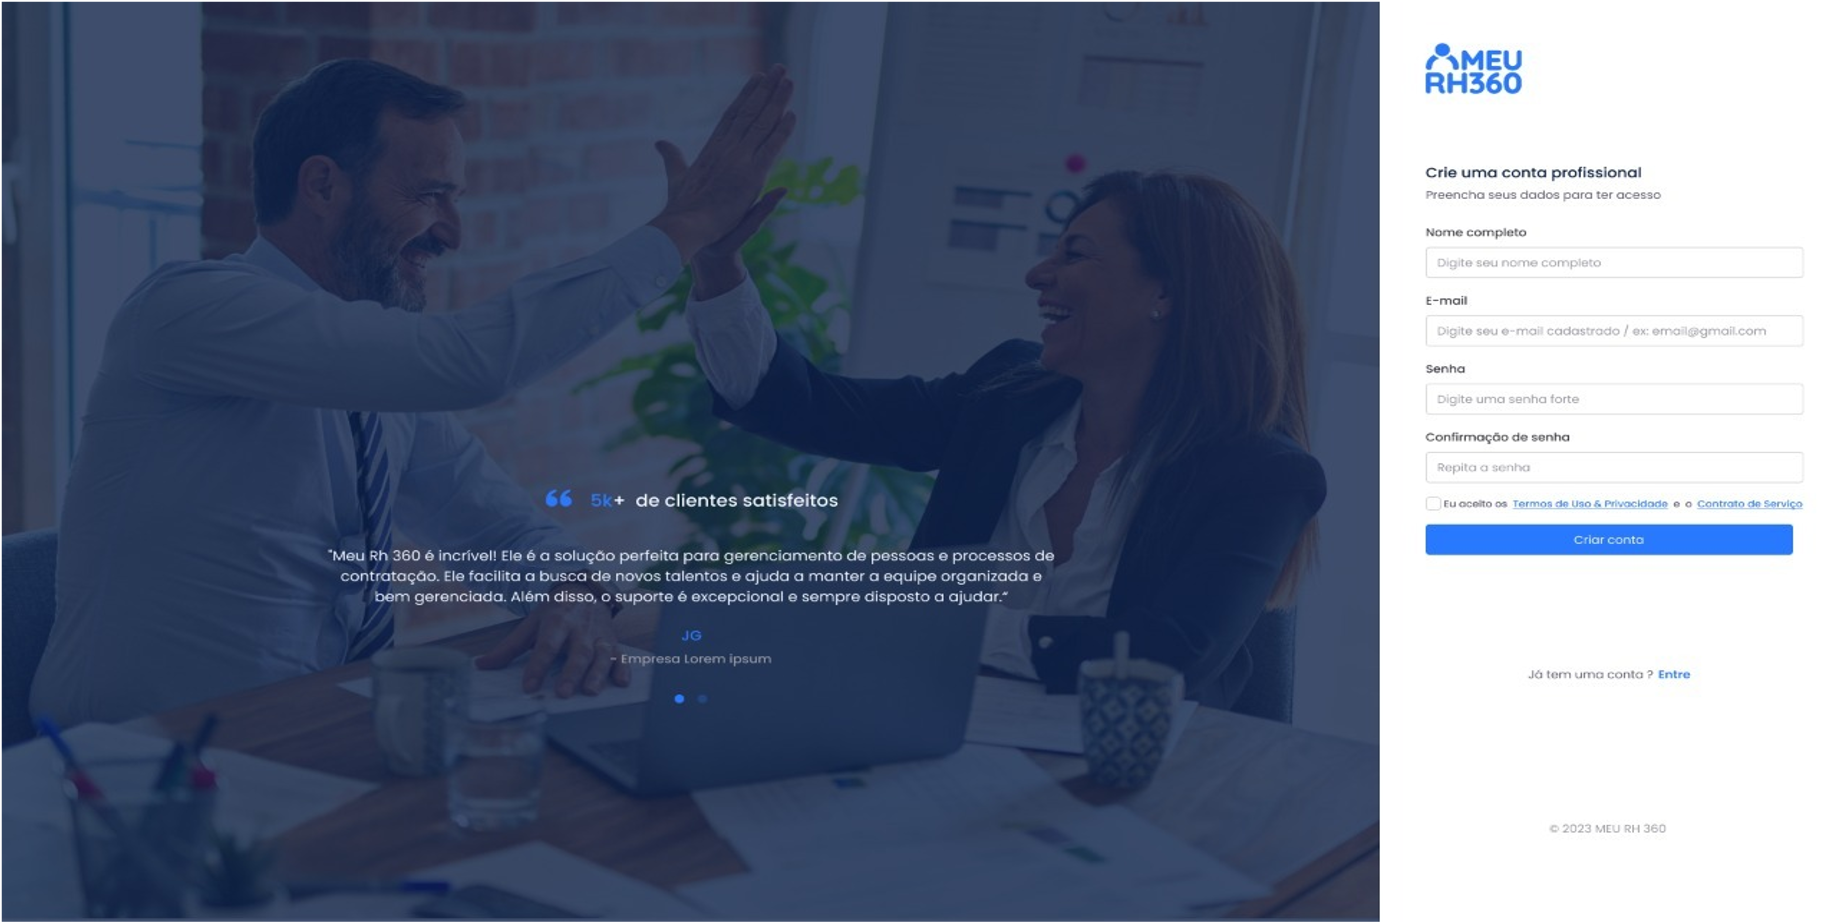 5k+ de clientes satisfeitos
"Meu Rh 360 é incrível! Ele é a solução perfeita para gerenciamento de pessoas e processos de
contratação. Ele facilita a busca de novos talentos e ajuda a manter a equipe organizada e
bem gerenciada. Além disso, o suporte é excepcional e sempre disposto a ajudar.“
JG
~ Empresa Lorem ipsum
MEU
RH360
Crie uma conta profissional
Preencha seus dados para ter acesso
Nome completo
Digite seu nome completo
E-mail
Digite seu e-mail cadastrado / ex: email@gmail.com
Senha
Digite uma senha forte
Confirmação de senha
Repita a senha
Eu aceito os Termos de Uso & Privacidade e o Contrato de Serviço
Criar conta
Já tem uma conta ? Entre
© 2023 MEU RH 360